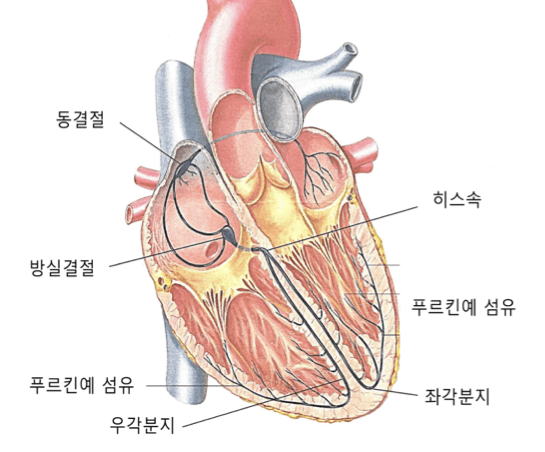 동결절
히스속
방실결절
푸르킨예 섬유
푸르킨예 섬유
좌각분지
우각분지